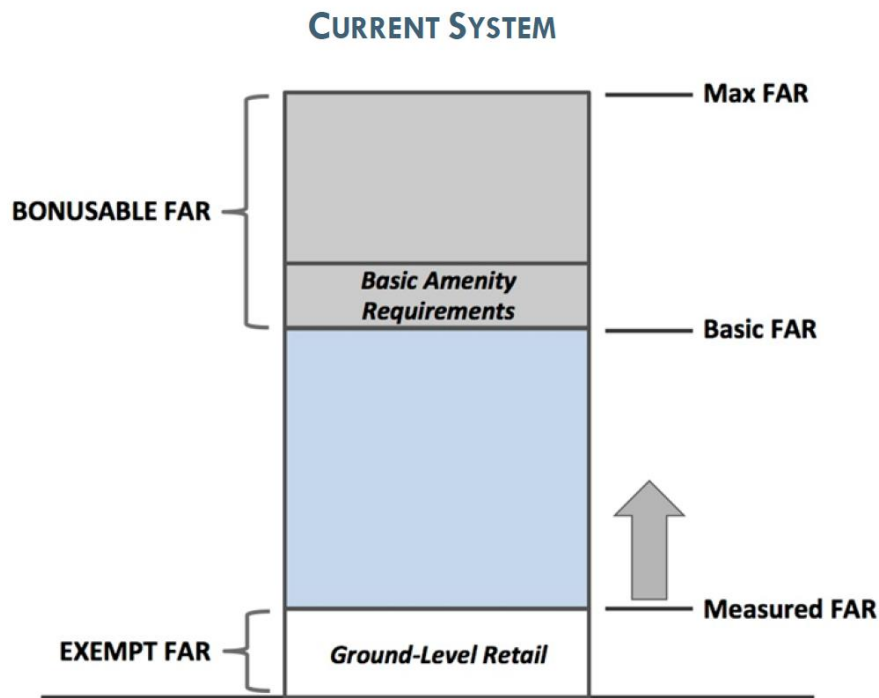 CURRENT SYSTEM
Max FAR
BONUSABLE FAR
Basic Amenity
Requirements
Basic FAR
Measured FAR
EXEMPT FAR
Ground-Level Retail